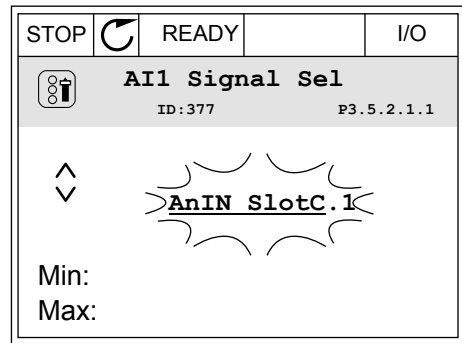 STOP READY I/O
AI1 Signal Sel
ID:377 P3.5.2.1.1
AnIN SlotC.1
Min:
Max: